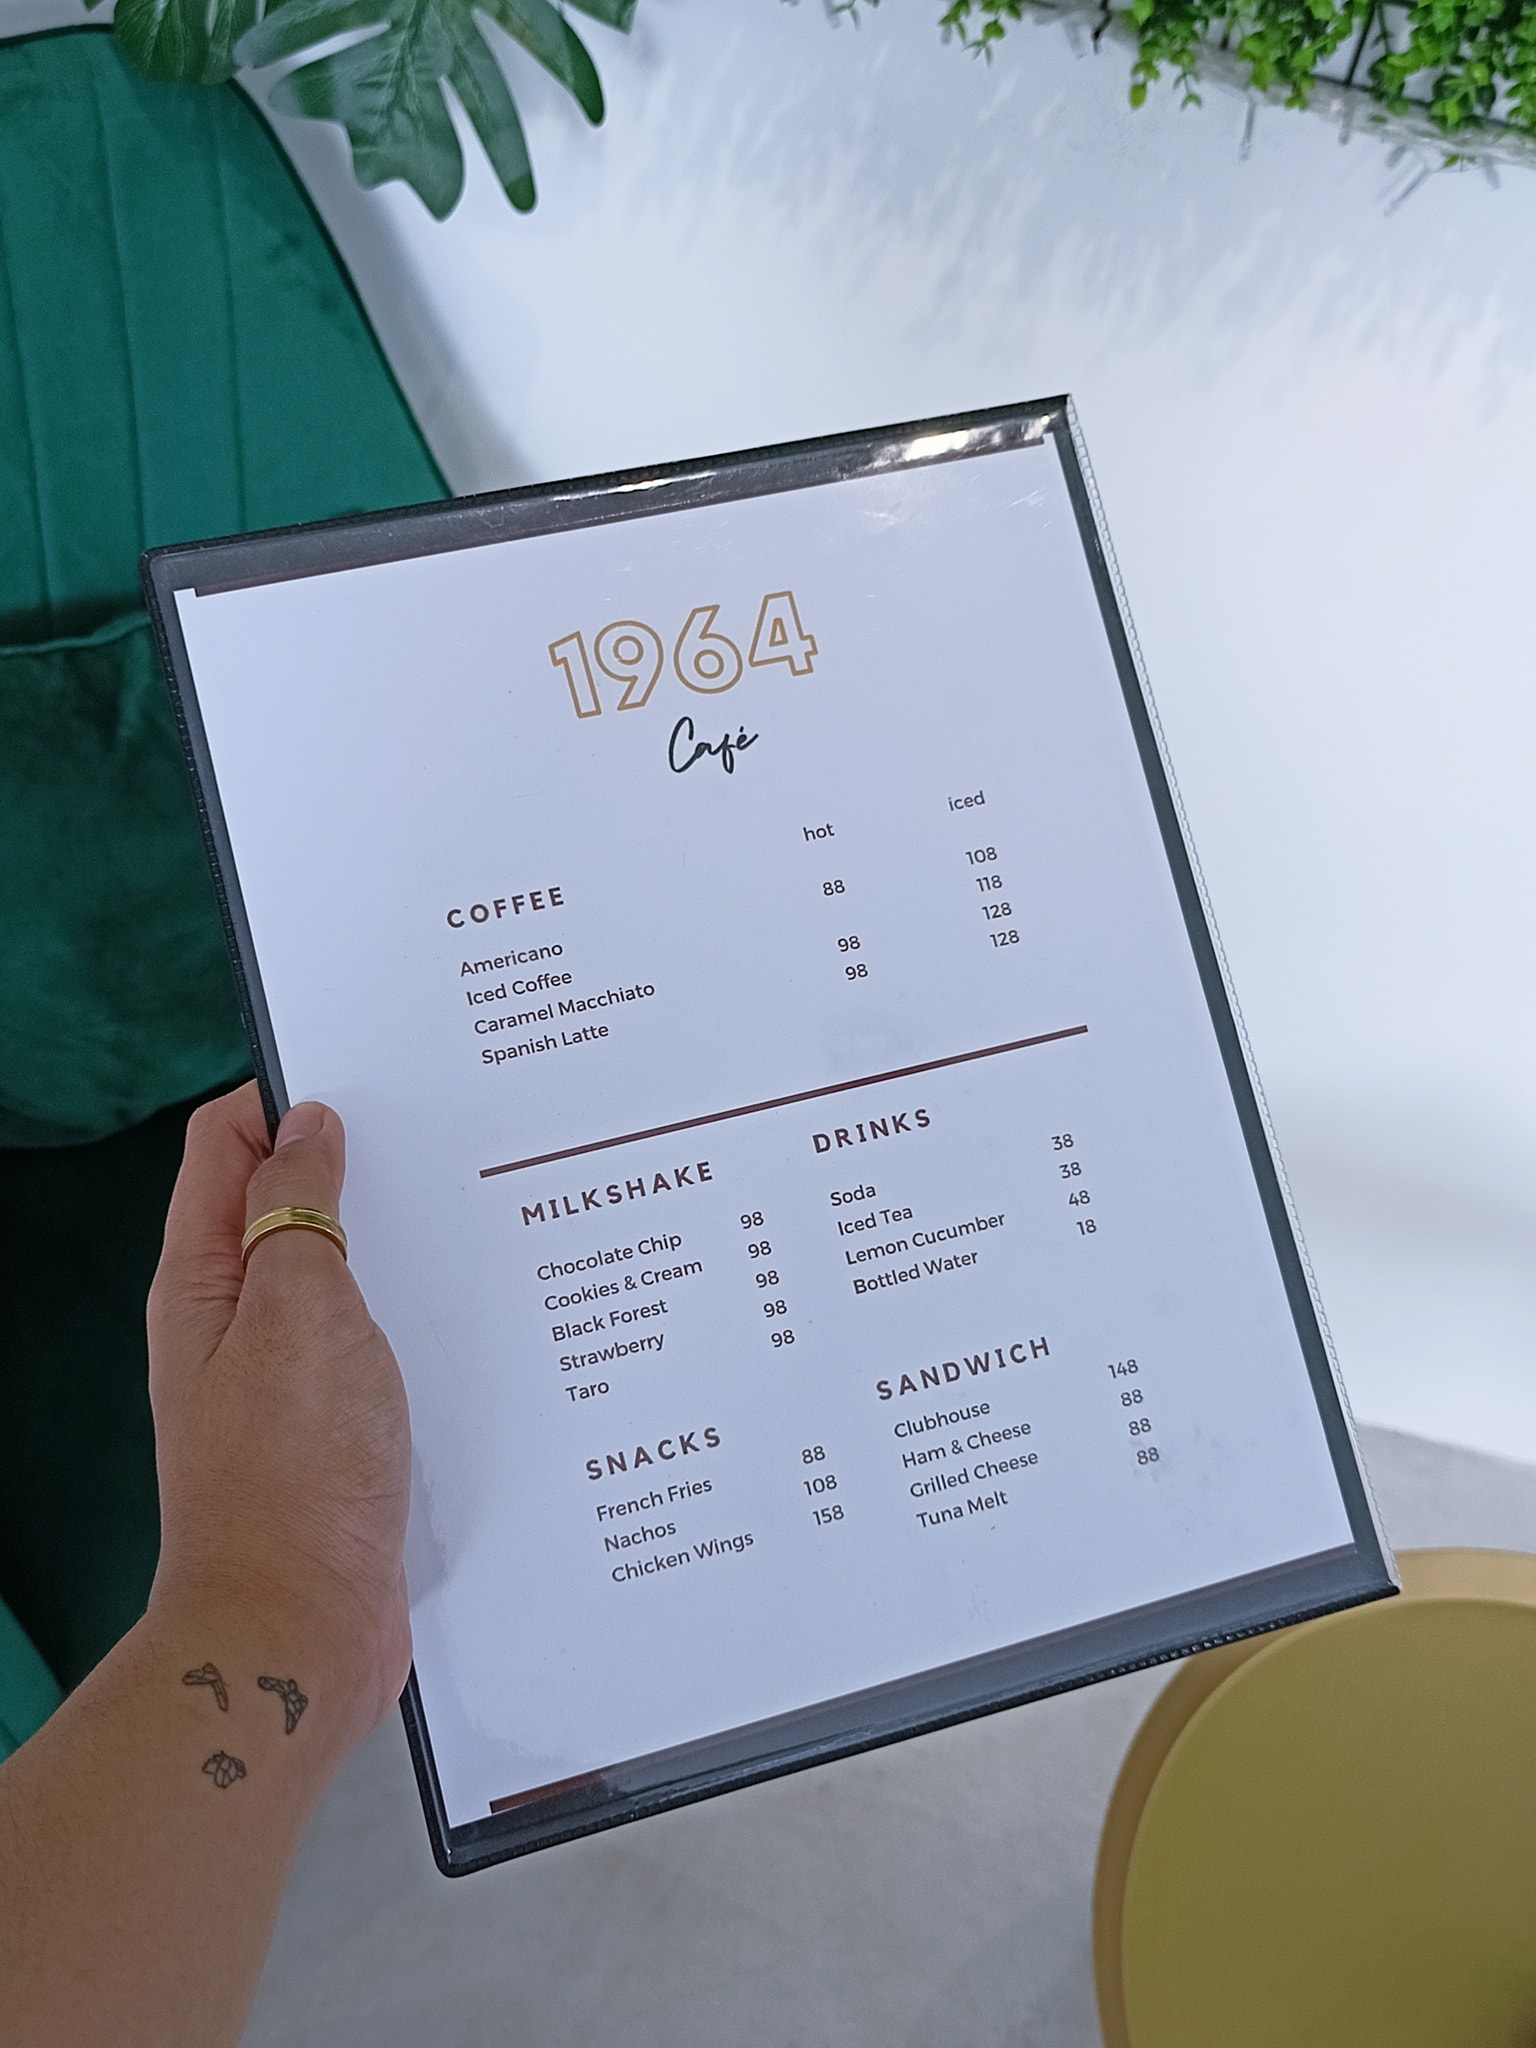 1964
Café
hot iced
COFFEE
Americano 88 108
Iced Coffee 118
Caramel Macchiato 98 128
Spanish Latte 98 128
MILKSHAKE
Chocolate Chip 98
Cookies & Cream 98
Black Forest 98
Strawberry 98
Taro 98
DRINKS
Soda 38
Iced Tea 38
Lemon Cucumber 48
Bottled Water 18
SNACKS
French Fries 88
Nachos 108
Chicken Wings 158
SANDWICH
Clubhouse 148
Ham & Cheese 88
Grilled Cheese 88
Tuna Melt 88